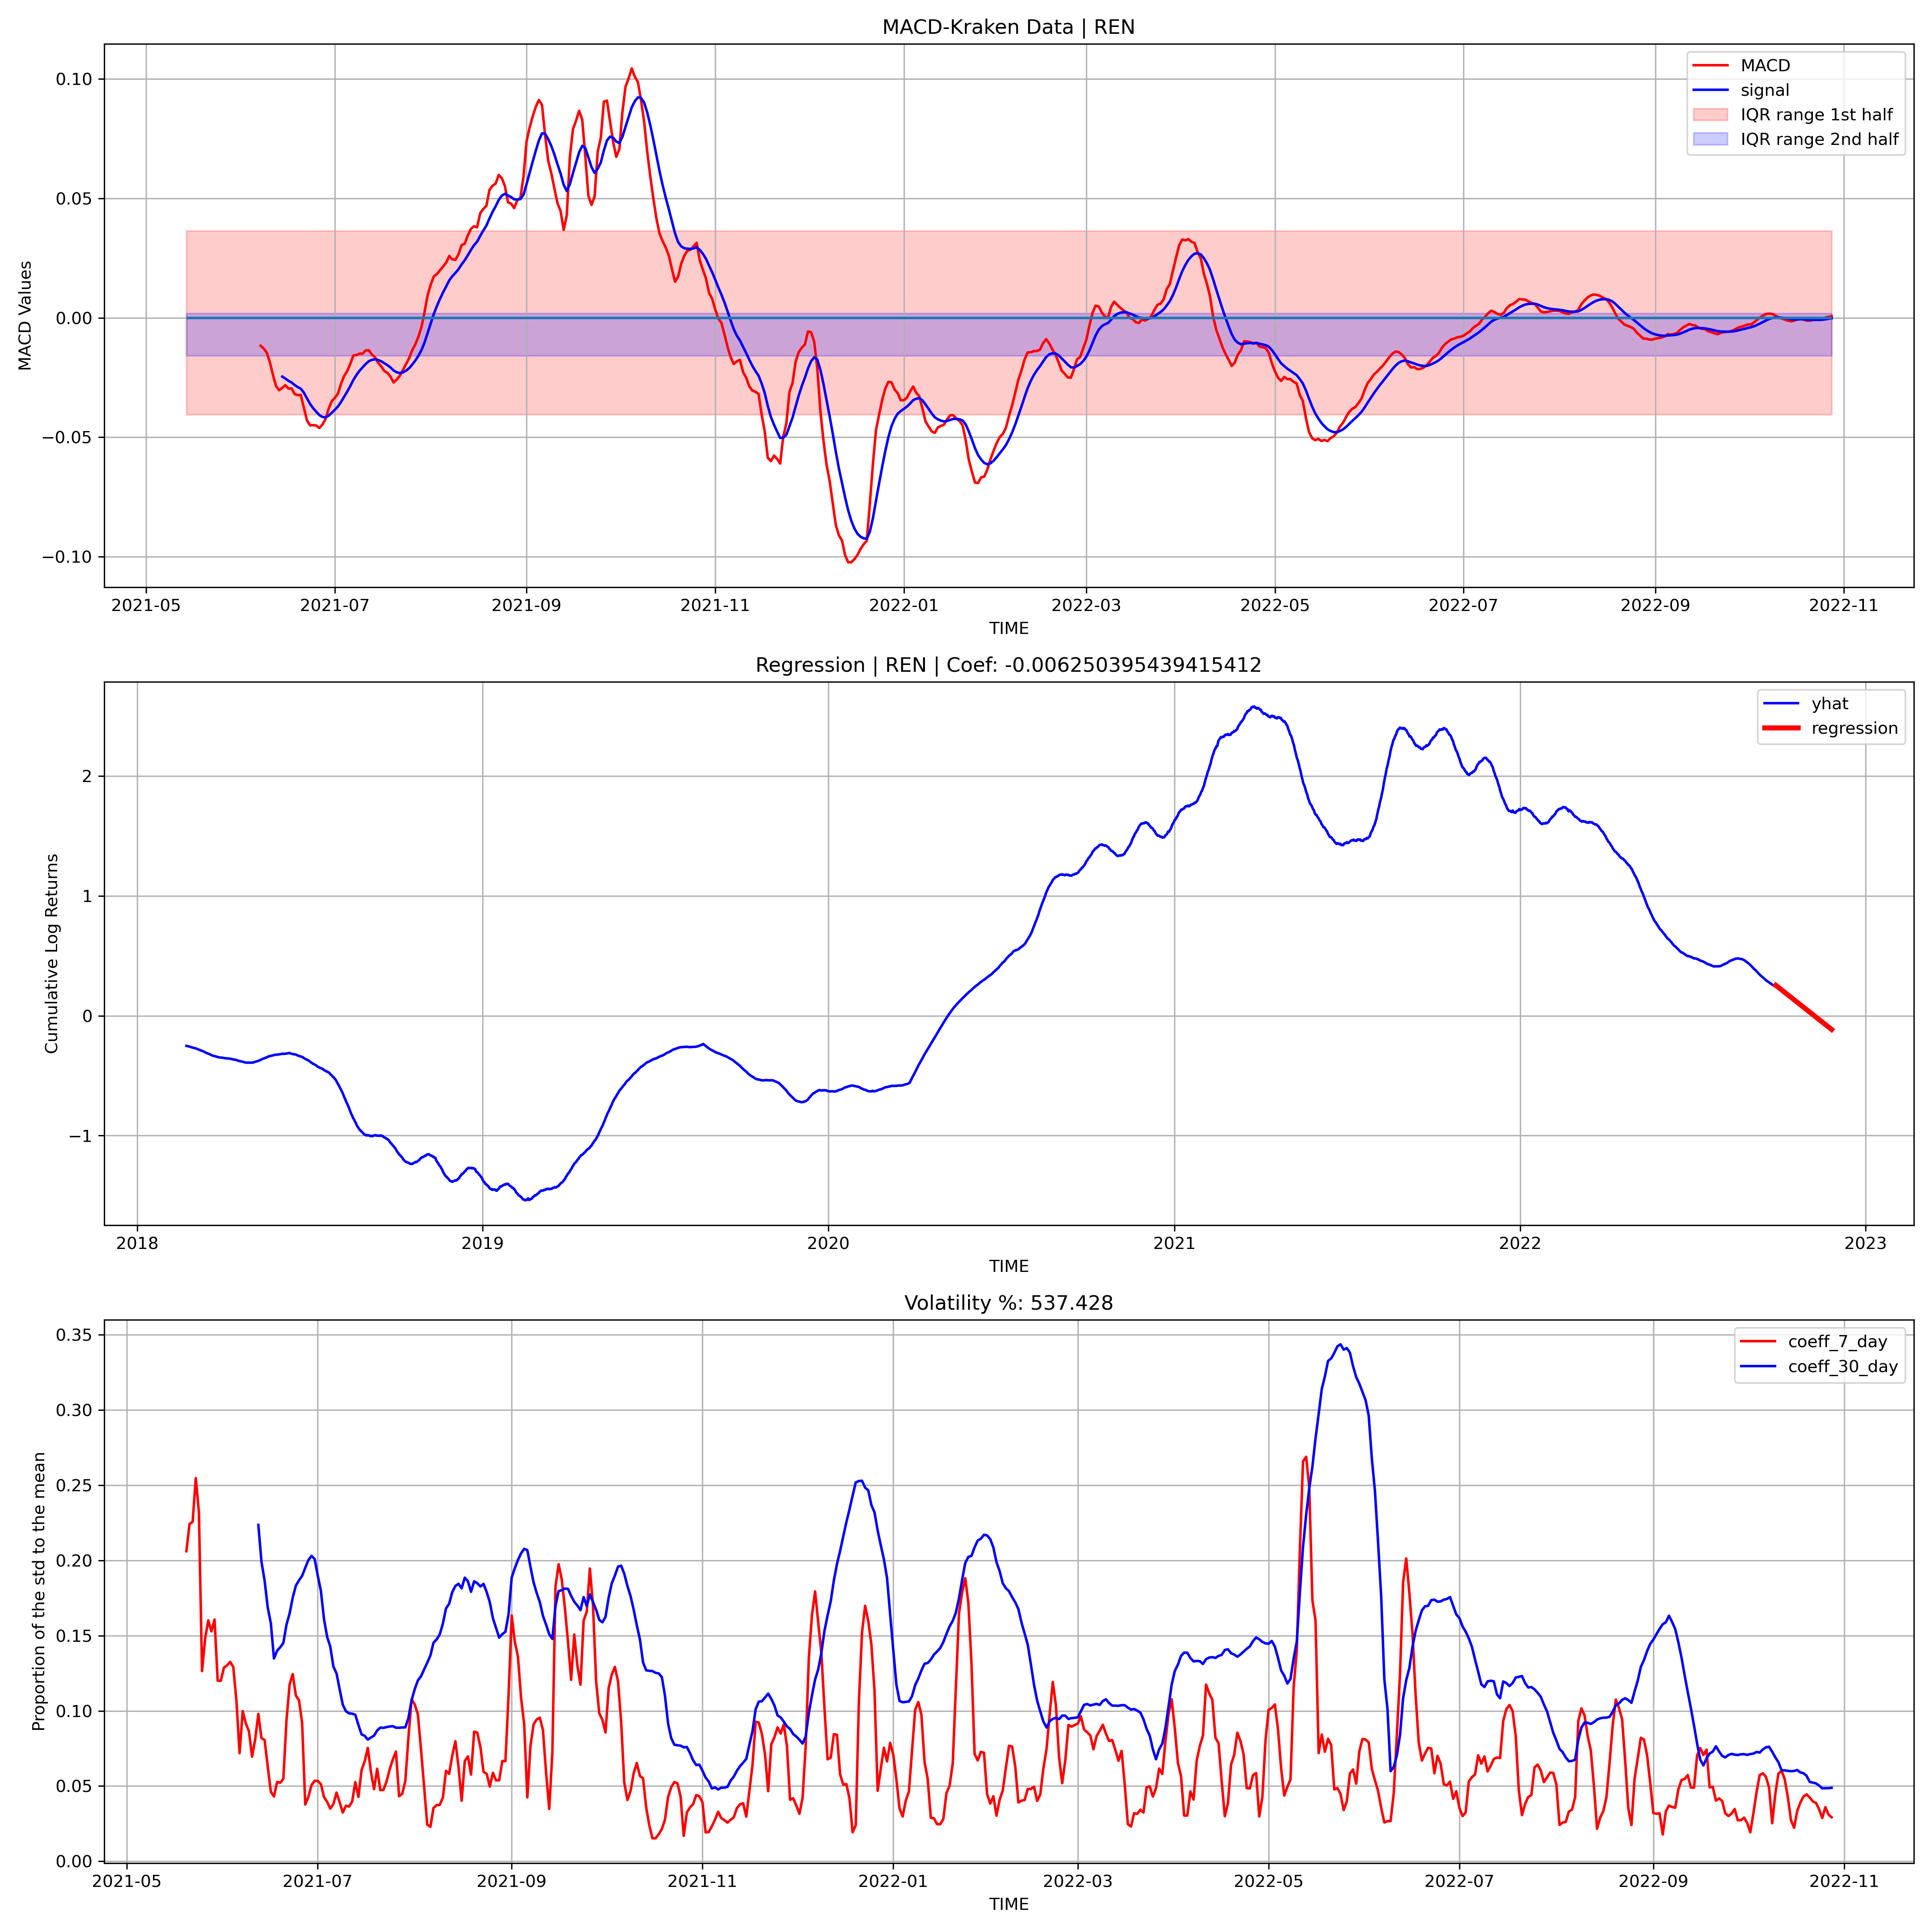 MACD-Kraken Data | REN
MACD Values
0.10
0.05
0.00
−0.05
−0.10
MACD
signal
IQR range 1st half
IQR range 2nd half
2021-05 2021-07 2021-09 2021-11 2022-01 2022-03 2022-05 2022-07 2022-09 2022-11
TIME
Regression | REN | Coef: -0.006250395439415412
Cumulative Log Returns
2
1
0
−1
yhat
regression
2018 2019 2020 2021 2022 2023
TIME
Volatility %: 537.428
Proportion of the std to the mean
0.35
0.30
0.25
0.20
0.15
0.10
0.05
0.00
coeff_7_day
coeff_30_day
2021-05 2021-07 2021-09 2021-11 2022-01 2022-03 2022-05 2022-07 2022-09 2022-11
TIME